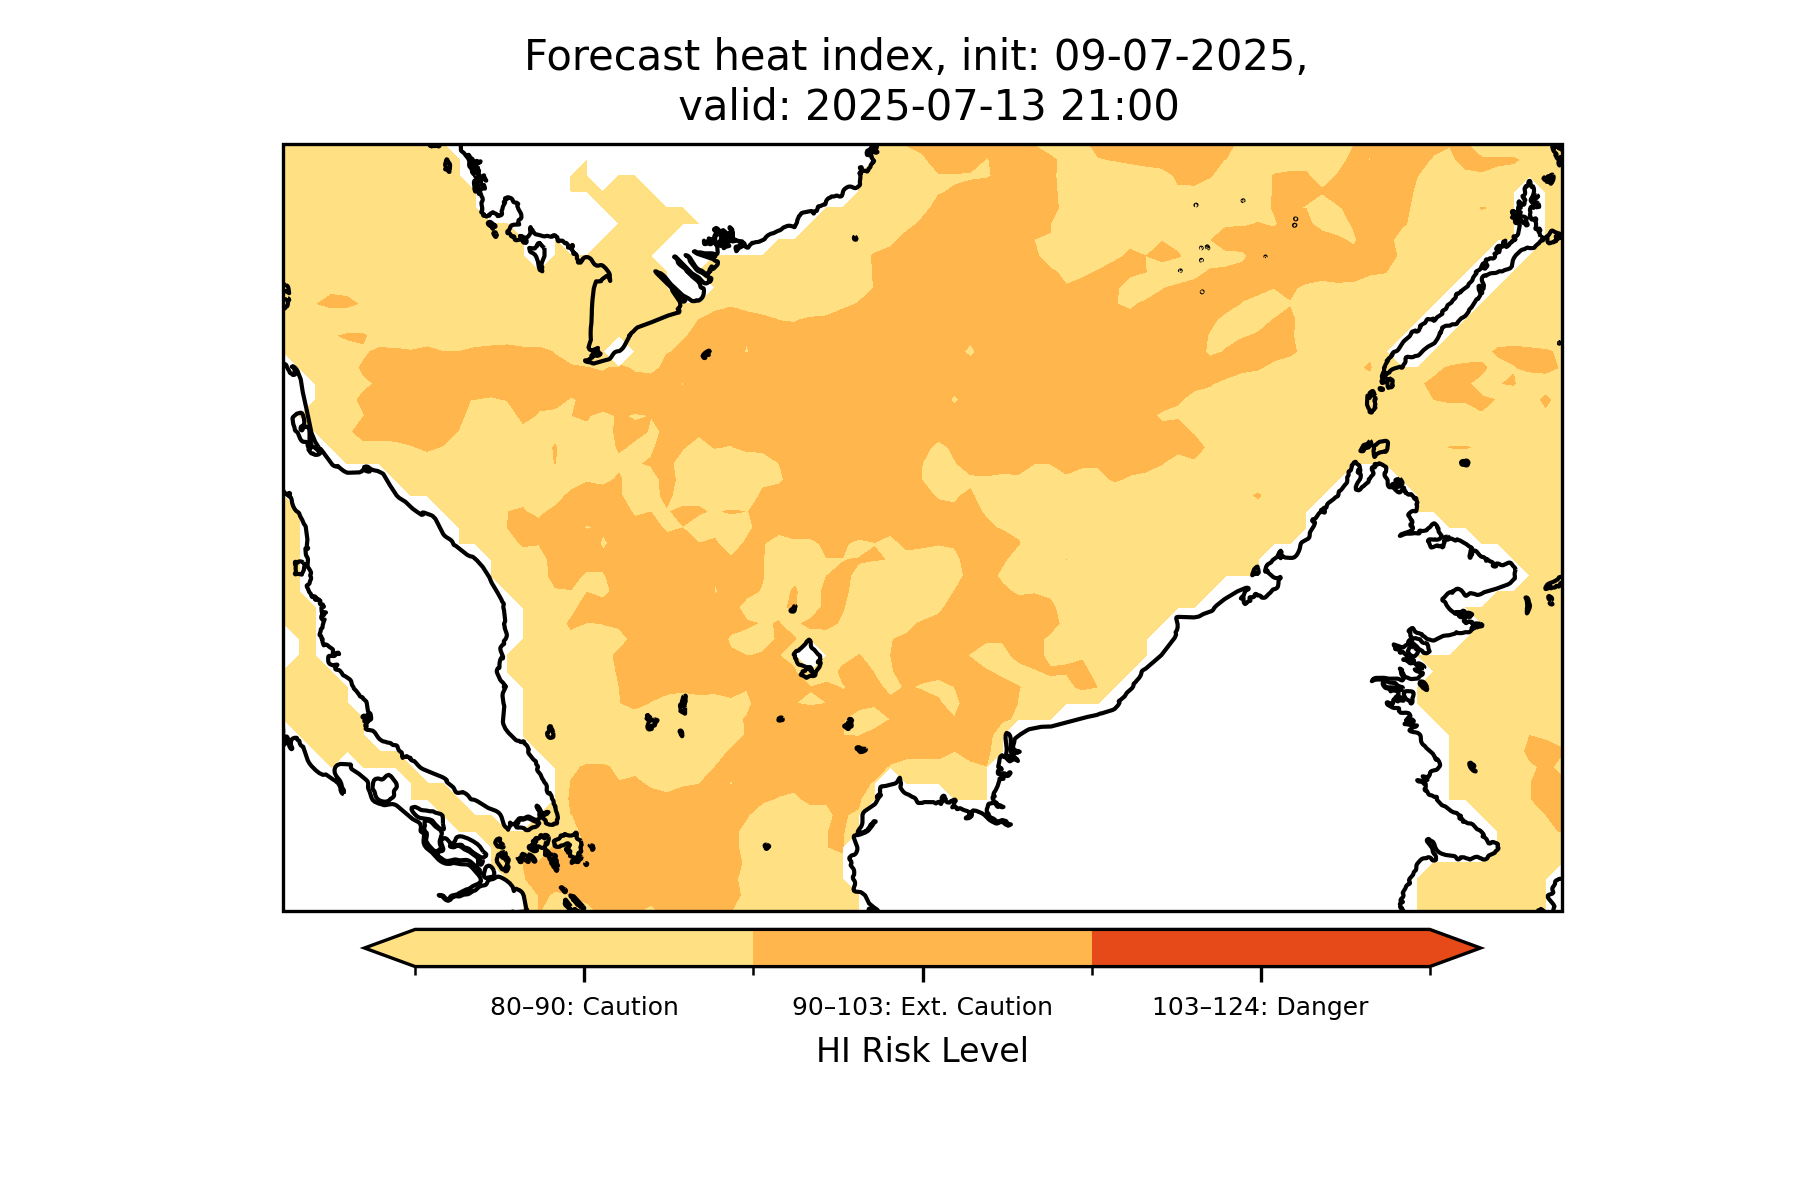 Forecast heat index, init: 09-07-2025,
valid: 2025-07-13 21:00
80–90: Caution
90–103: Ext. Caution
103–124: Danger
HI Risk Level